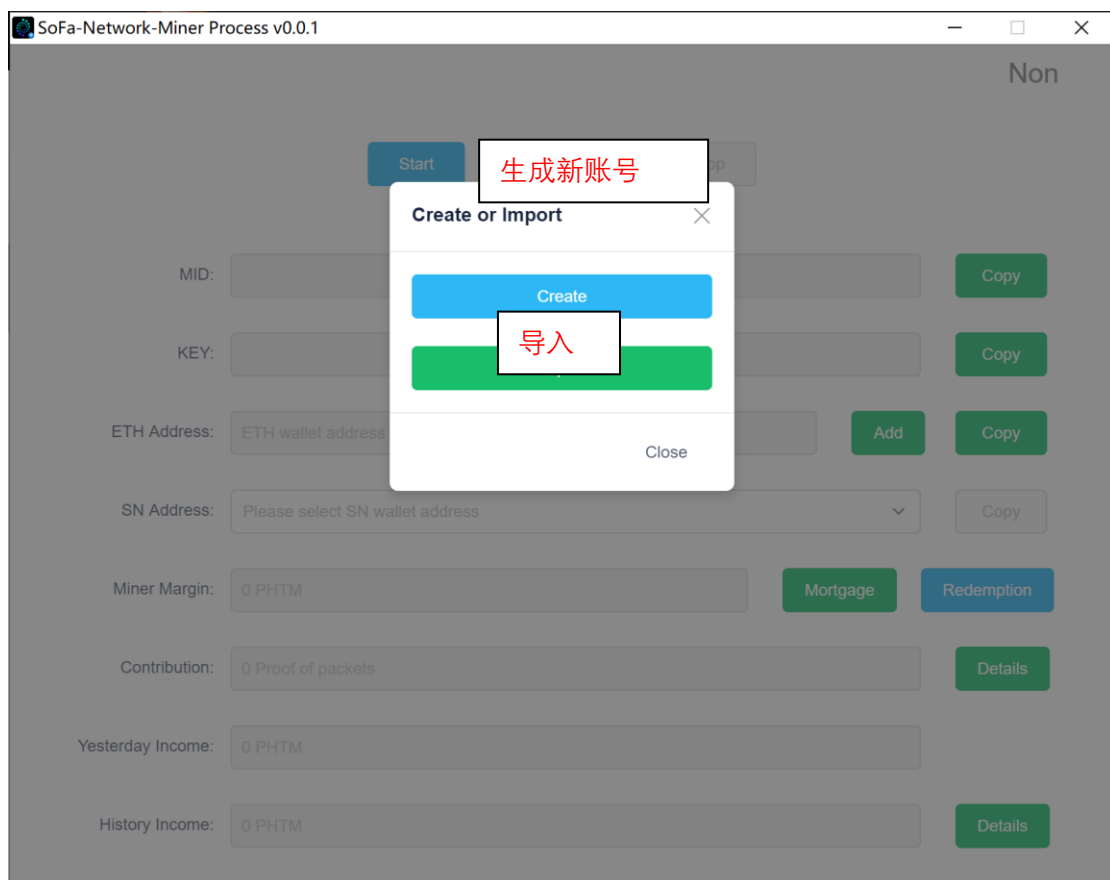 SoFa-Network-Miner Process v0.0.1
Non
Start
生成新账号
Create or Import
MID:
Copy
Create
导入
KEY:
Copy
ETH Address:
ETH wallet address
Add
Copy
Close
SN Address:
Please select SN wallet address
Copy
Miner Margin:
0 PHTM
Mortgage
Redemption
Contribution:
0 Proof of packets
Details
Yesterday Income:
0 PHTM
History Income:
0 PHTM
Details